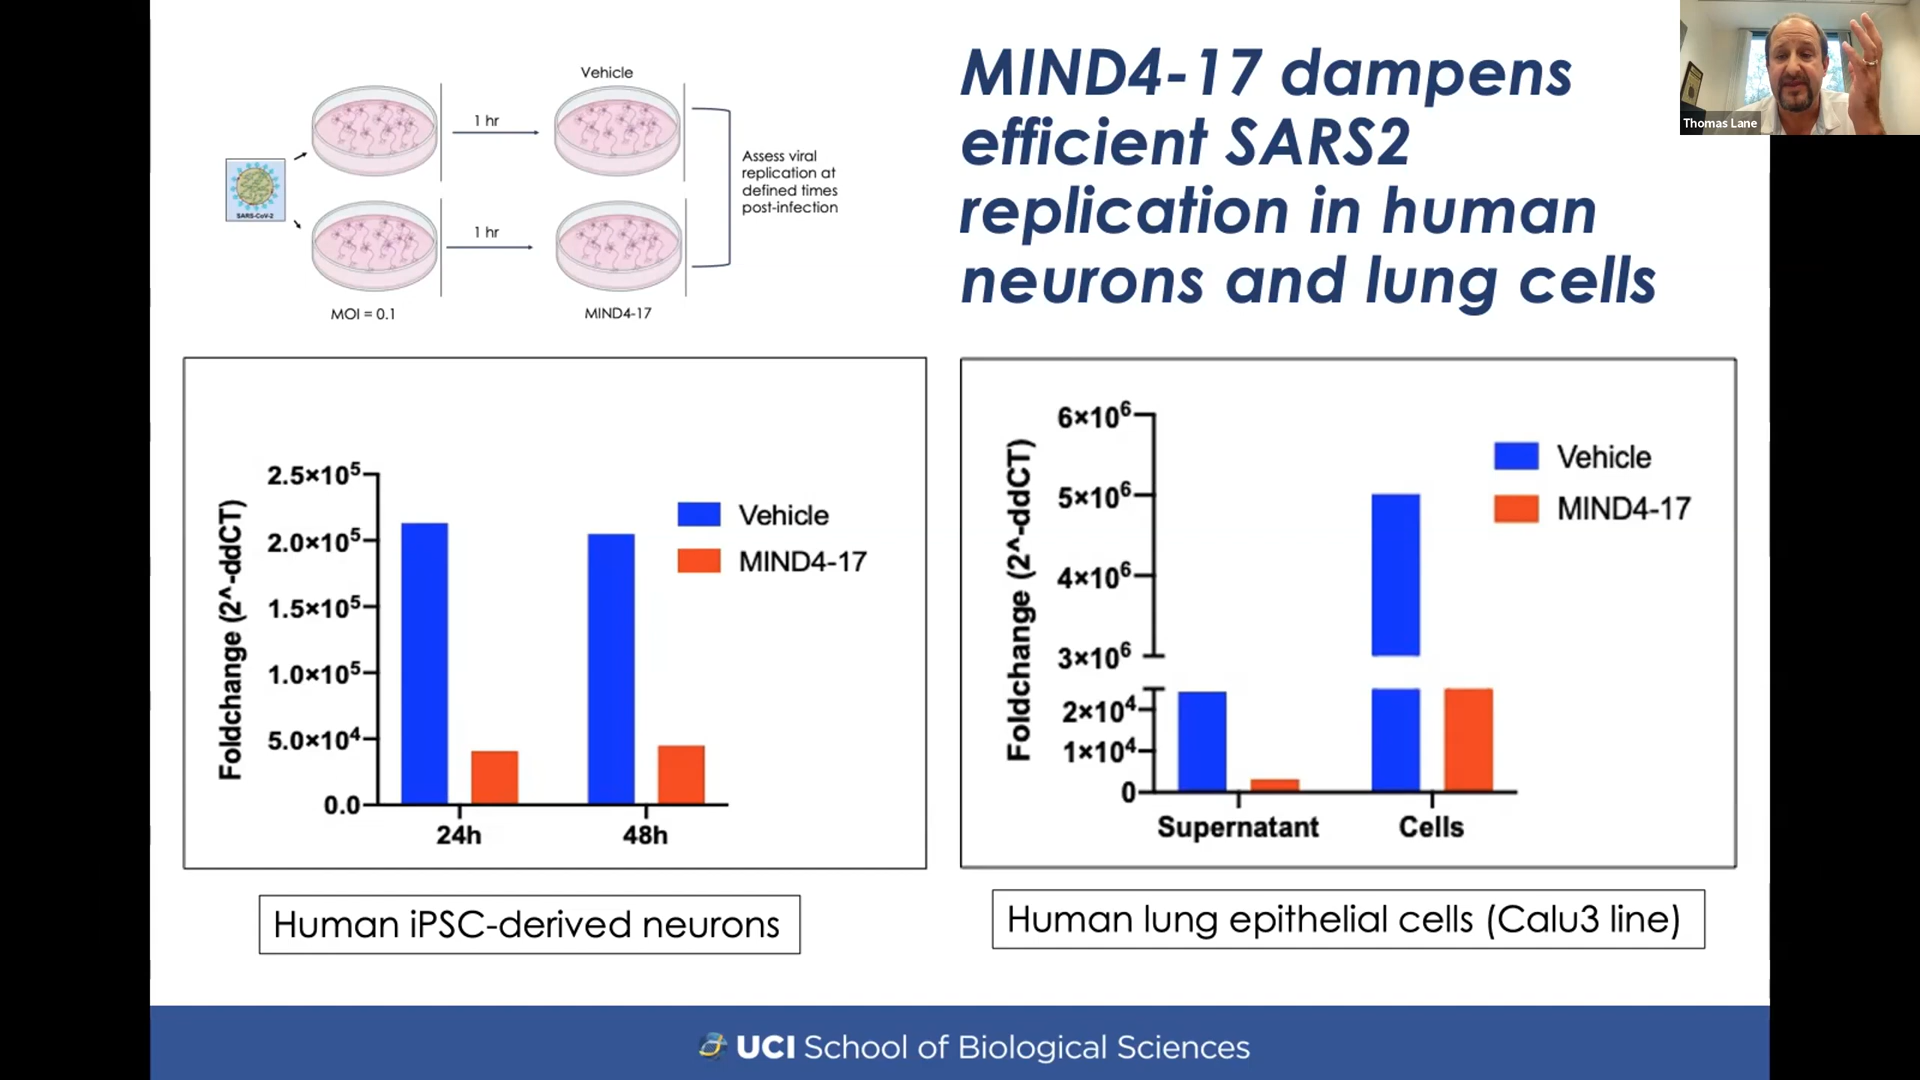 Vehicle
1 hr
SARS-CoV-2
1 hr
MOI = 0.1
MIND4-17
Assess viral
replication at
defined times
post-infection
MIND4-17 dampens
efficient SARS2
replication in human
neurons and lung cells
Thomas Lane
Foldchange (2^-ddCT)
2.5×10⁵
2.0×10⁵
1.5×10⁵
1.0×10⁵
5.0×10⁴
0.0
24h
48h
Vehicle
MIND4-17
Human iPSC-derived neurons
Foldchange (2^-ddCT)
6×10⁶
5×10⁶
4×10⁶
3×10⁶
2×10⁴
1×10⁴
0
Supernatant
Cells
Vehicle
MIND4-17
Human lung epithelial cells (Calu3 line)
UCI School of Biological Sciences